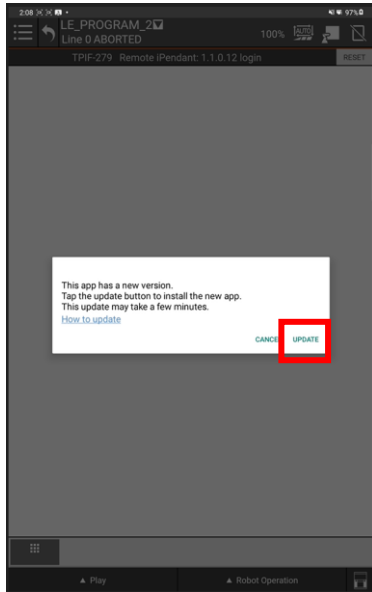 2:08 97%
LE_PROGRAM_2
Line 0 ABORTED
100% AUTO
TPIF-279 Remote iPendant: 1.1.0.12 login RESET
This app has a new version.
Tap the update button to install the new app.
This update may take a few minutes.
How to update
CANCEL UPDATE
▲ Play ▲ Robot Operation